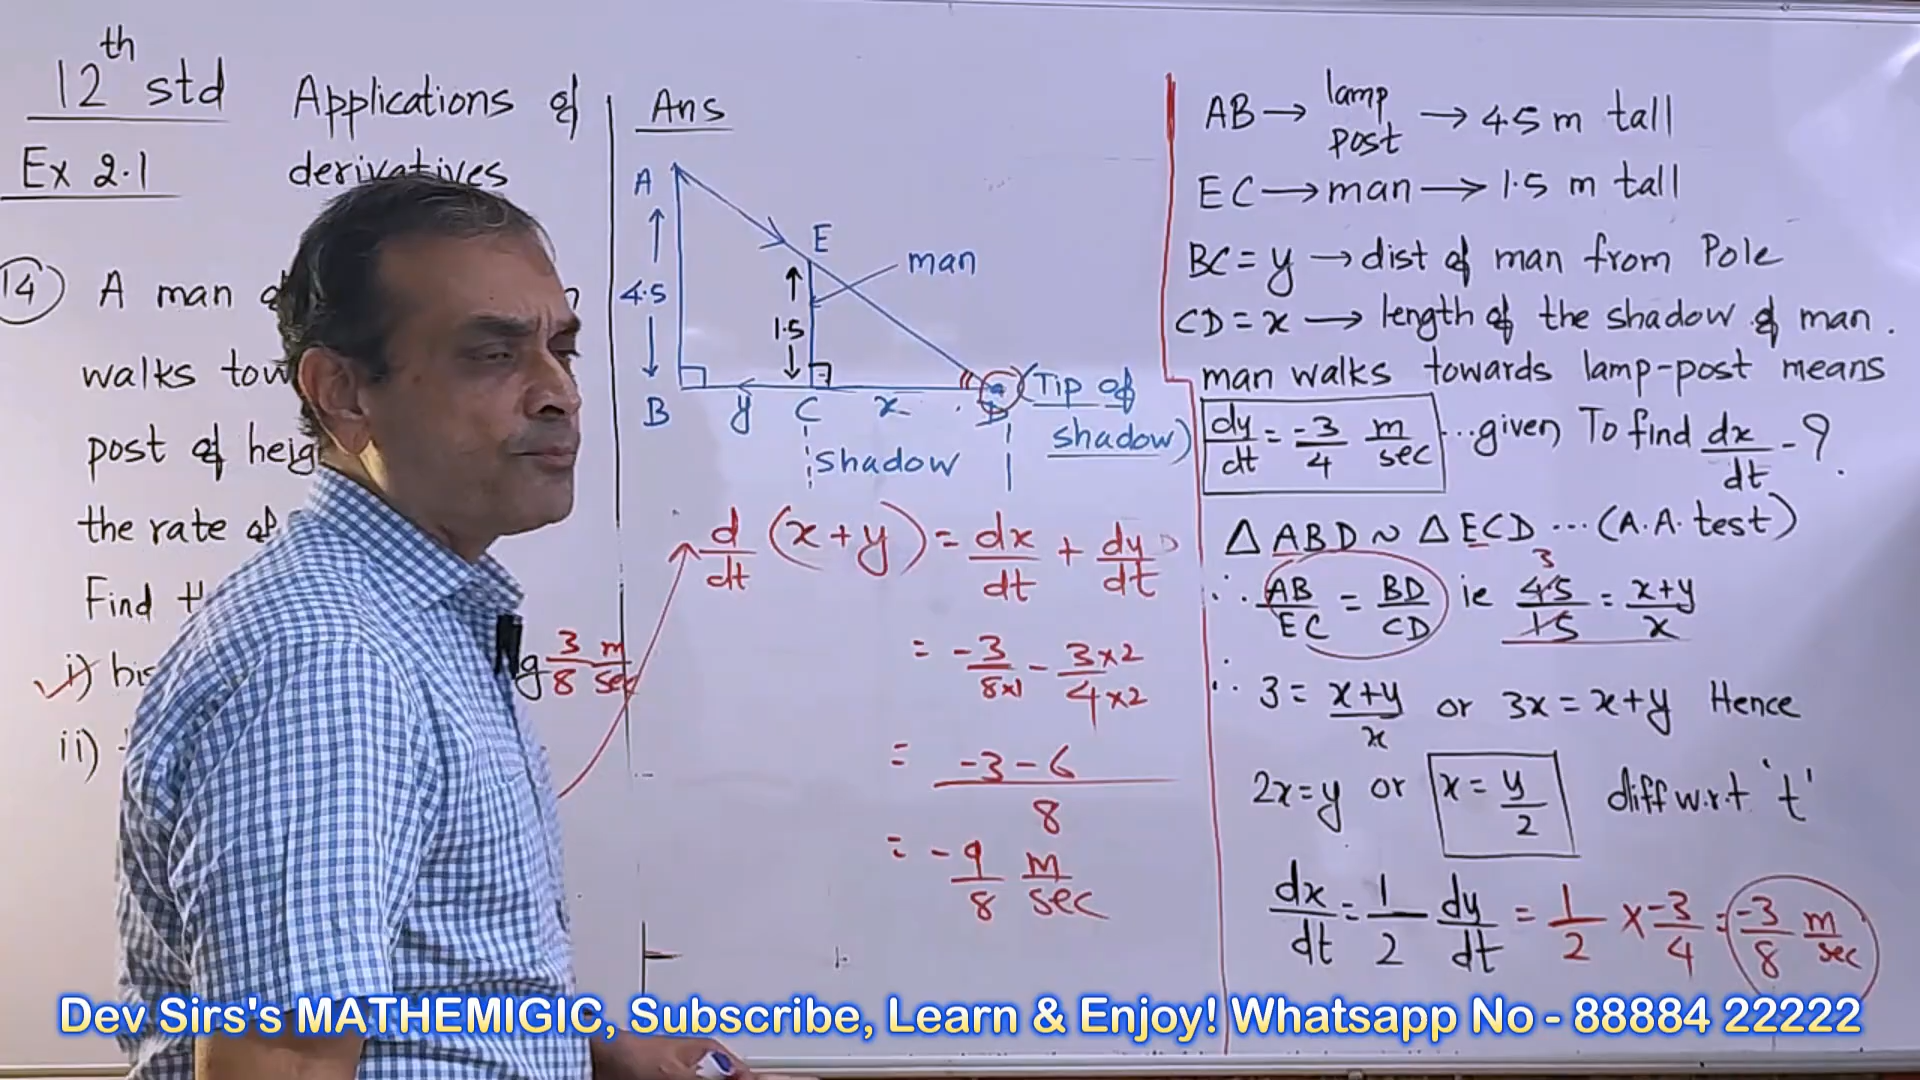 12th std
Applications of
derivatives
Ex 2.1
14) A man
walks
post of
the rate of
Find
i) his
3/8 m/sec
ii)
Ans
A
E
man
4.5
1.5
B y C x D (Tip of
shadow)
shadow
d/dt (x+y) = dx/dt + dy/dt
= -3/8×1 - 3×2/4×2
= -3-6/8
= -9/8 m/sec
AB → lamp post → 4.5 m tall
EC → man → 1.5 m tall
BC = y → dist of man from Pole
CD = x → length of the shadow of man.
man walks towards lamp-post means
dy/dt = -3/4 m/sec ...given To find dx/dt - ?
△ ABD ~ △ ECD ... (A.A. test)
∴ AB/EC = BD/CD ie 45/15 = x+y/x
3
∴ 3 = x+y/x or 3x = x+y Hence
2x=y or x = y/2 diff w.r.t 't'
dx/dt = 1/2 dy/dt = 1/2 × -3/4 = -3/8 m/sec
Dev Sirs's MATHEMIGIC, Subscribe, Learn & Enjoy! Whatsapp No - 88884 22222